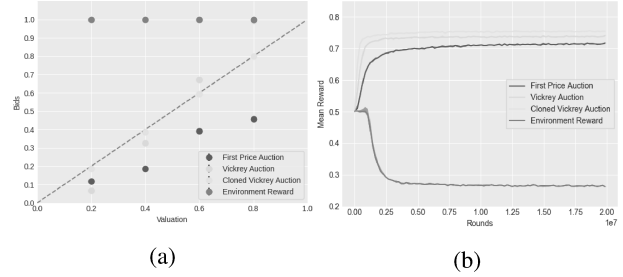 1.0
0.9
0.8
0.7
0.6
0.5
0.4
0.3
0.2
0.1
0.0
Bids
First Price Auction
Vickrey Auction
Cloned Vickrey Auction
Environment Reward
0.0 0.2 0.4 0.6 0.8 1.0
Valuation
(a)
0.8
0.7
0.6
0.5
0.4
0.3
0.2
Mean Reward
First Price Auction
Vickrey Auction
Cloned Vickrey Auction
Environment Reward
0.00 0.25 0.50 0.75 1.00 1.25 1.50 1.75 2.00
1e7
Rounds
(b)